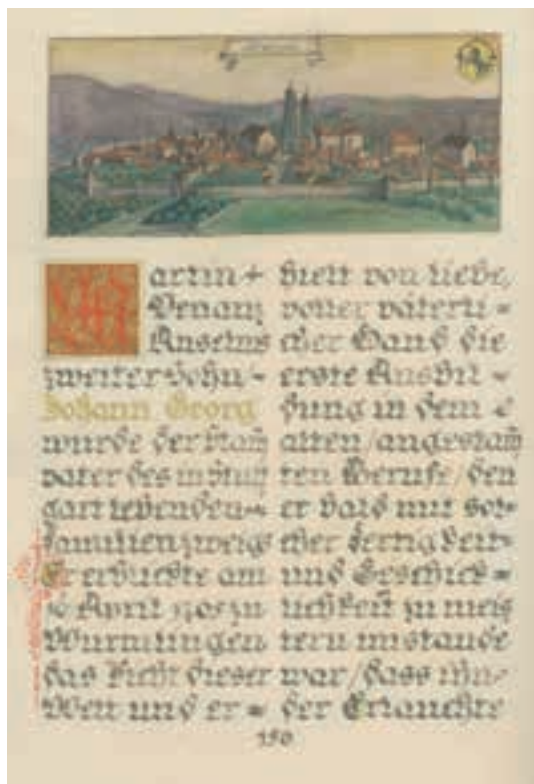 Martin +
Venanz
Anselms
zweiter Sohn -
Johann Georg
wurde der Stam̄
vater des in Stutt
gart lebenden -
Familienzweigs
Er erblickte am
April zu
Wurmlingen
das Licht dieser
Welt und er =
hielt von liebe,
voller väterli =
cher Hand die
erste Ausbil =
dung in dem
alten / angestam̄
ten Berufe / den
er bald mit sol=
cher Fertigkeit-
und Geschick =
lichkeit zu meis
tern imstande
war / dass ihn-
der Erlauchte
150